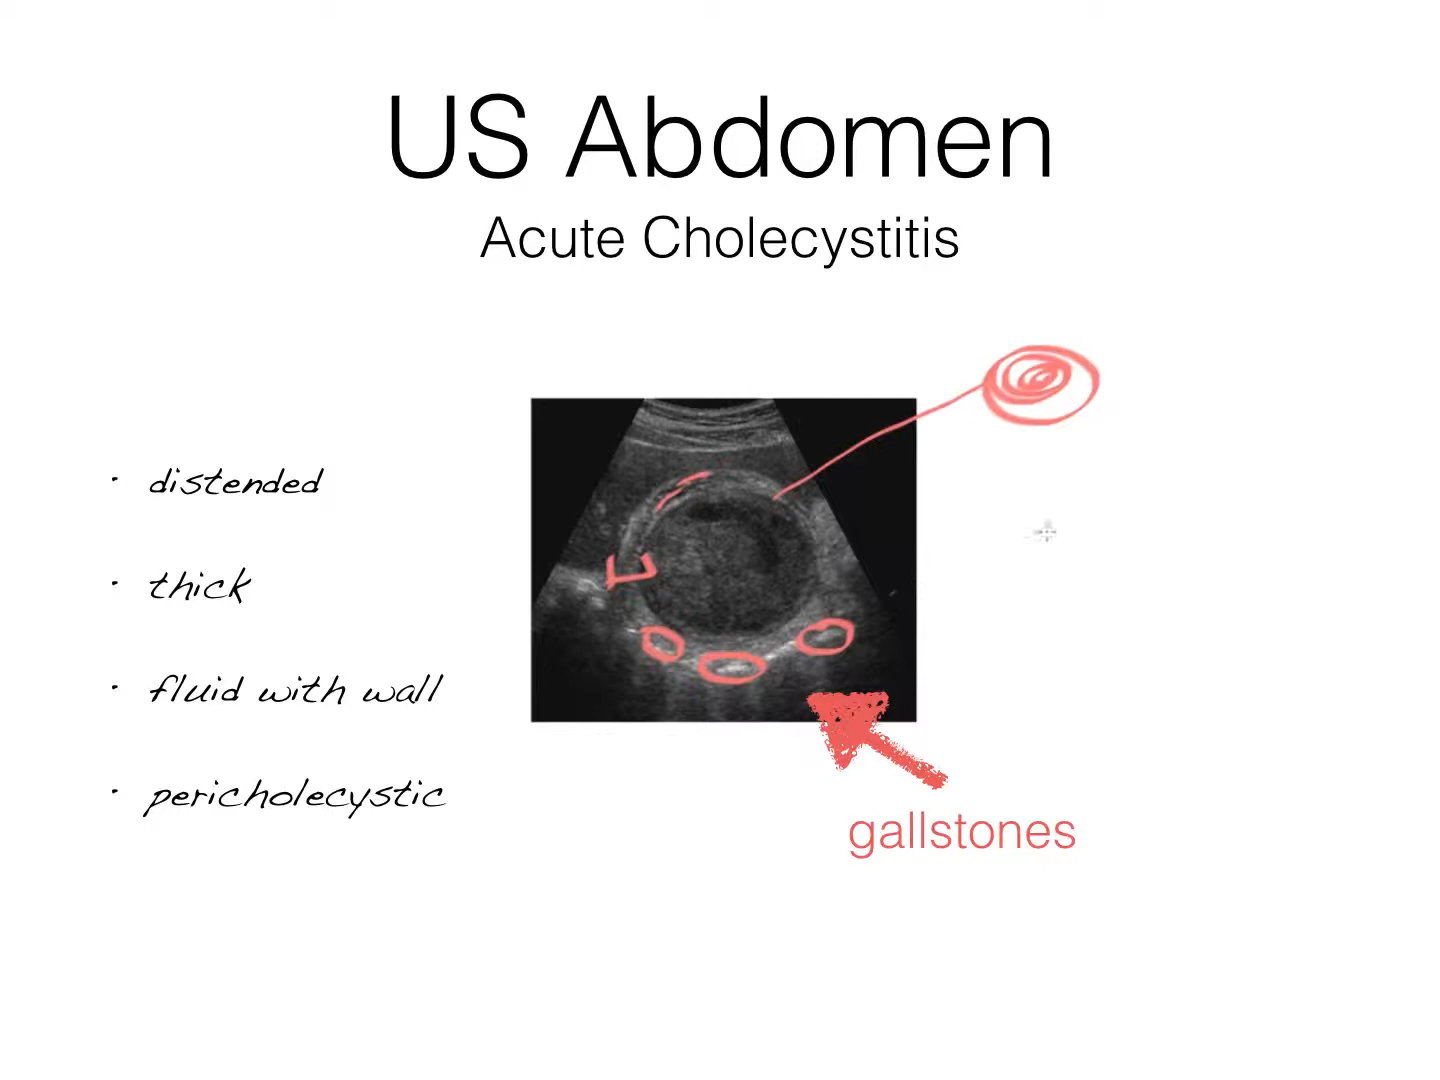 US Abdomen
Acute Cholecystitis
· distended
· thick
· fluid with wall
· pericholecystic
gallstones